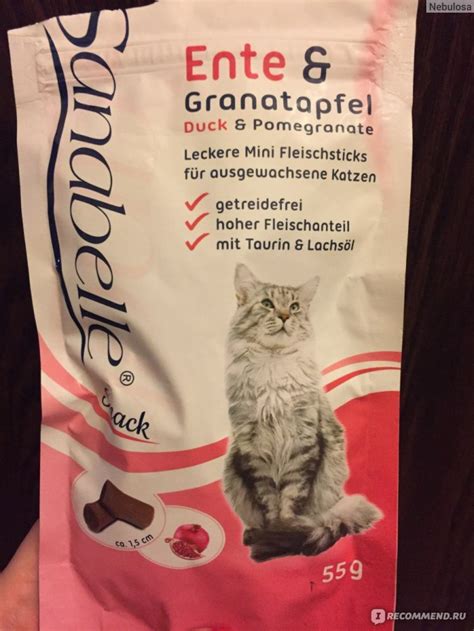 Nebulosa
Sanabelle®
Snack
Ente &
Granatapfel
Duck & Pomegranate
Leckere Mini Fleischsticks
für ausgewachsene Katzen
getreidefrei
hoher Fleischanteil
mit Taurin & Lachsöl
ca. 1,5 cm
55g
IRECOMMEND.RU